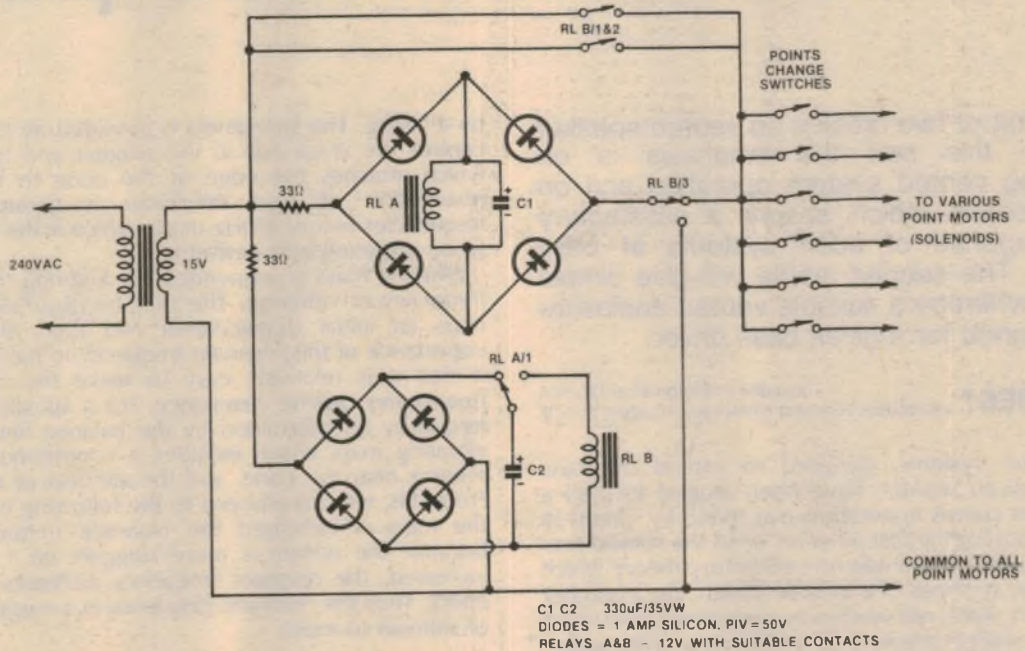 RL B/1&2
POINTS
CHANGE
SWITCHES
RL A
C1
33Ω
RL B/3
TO VARIOUS
POINT MOTORS
(SOLENOIDS)
240VAC
15V
33Ω
RL A/1
C2
RL B
COMMON TO ALL
POINT MOTORS
C1 C2 330uF/35VW
DIODES = 1 AMP SILICON. PIV = 50V
RELAYS A&B - 12V WITH SUITABLE CONTACTS